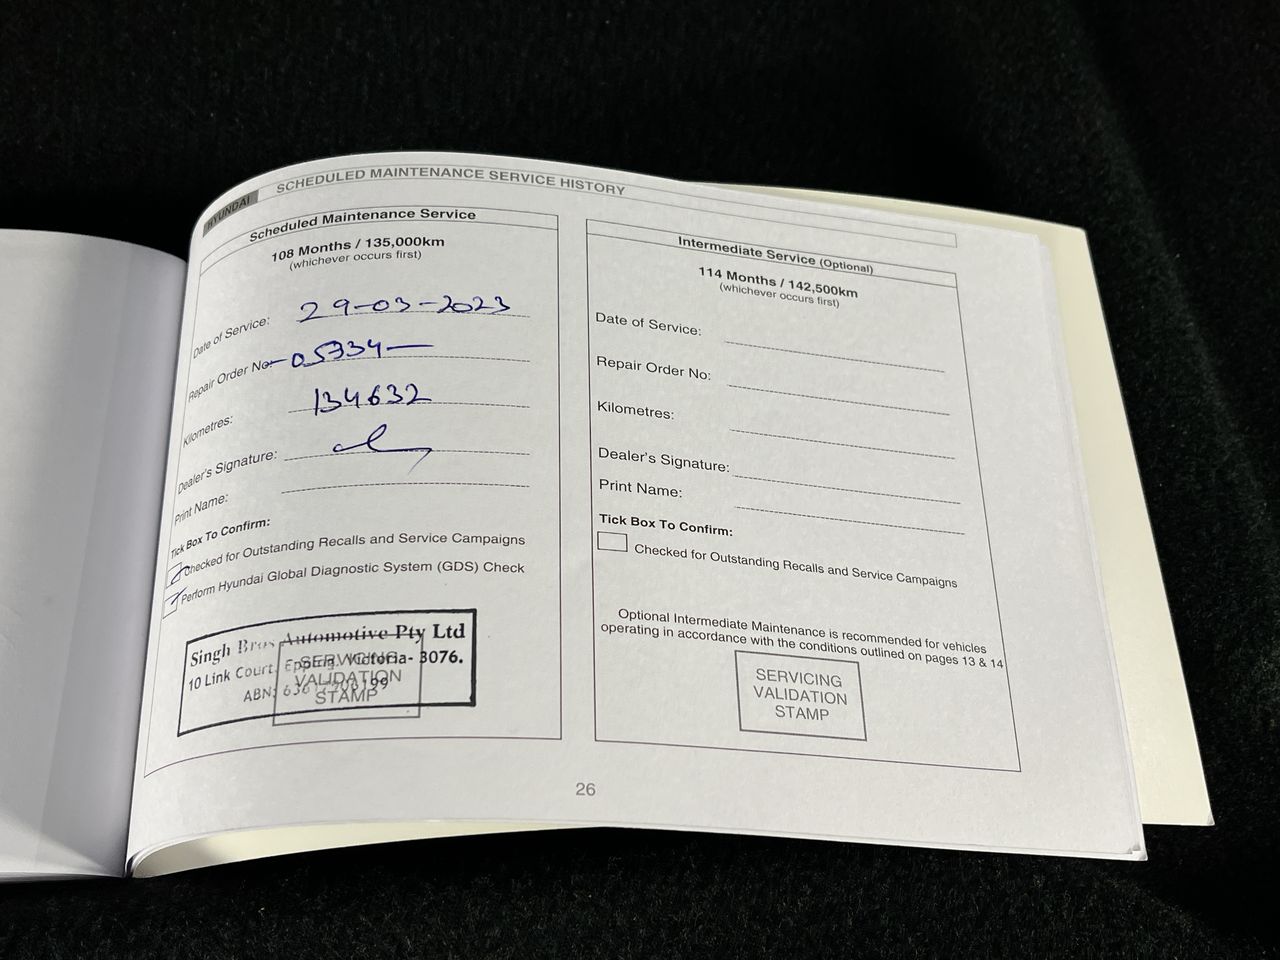 HYUNDAI
SCHEDULED MAINTENANCE SERVICE HISTORY
Scheduled Maintenance Service
108 Months / 135,000km
(whichever occurs first)
Date of Service: 29-03-2023
Repair Order No:
Kilometres: 134632
Dealer's Signature:
Print Name:
Tick Box To Confirm:
Checked for Outstanding Recalls and Service Campaigns
Perform Hyundai Global Diagnostic System (GDS) Check
Singh Bros Automotive Pty Ltd
10 Link Court, Epping, Victoria- 3076.
ABN:
SERVICING
VALIDATION
STAMP
Intermediate Service (Optional)
114 Months / 142,500km
(whichever occurs first)
Date of Service:
Repair Order No:
Kilometres:
Dealer's Signature:
Print Name:
Tick Box To Confirm:
Checked for Outstanding Recalls and Service Campaigns
Optional Intermediate Maintenance is recommended for vehicles
operating in accordance with the conditions outlined on pages 13 & 14
SERVICING
VALIDATION
STAMP
26